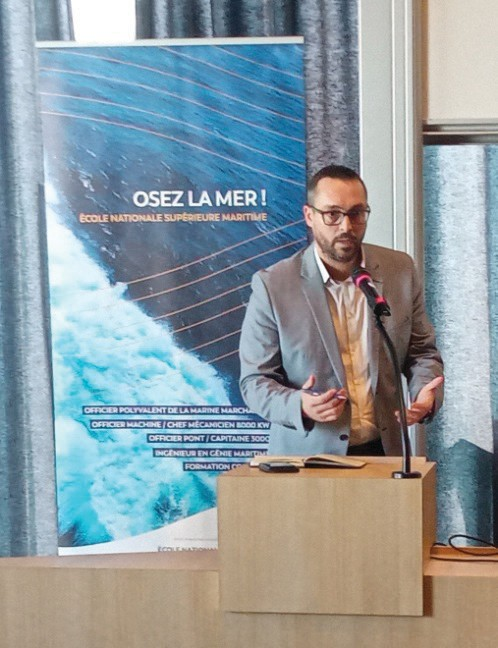 OSEZ LA MER !
ÉCOLE NATIONALE SUPÉRIEURE MARITIME
OFFICIER POLYVALENT DE LA MARINE MARCHA
OFFICIER MACHINE / CHEF MÉCANICIEN 8000 KW
OFFICIER PONT / CAPITAINE 3000
INGÉNIEUR EN GÉNIE MARITIM
FORMATION CO
ÉCOLE NATIONA